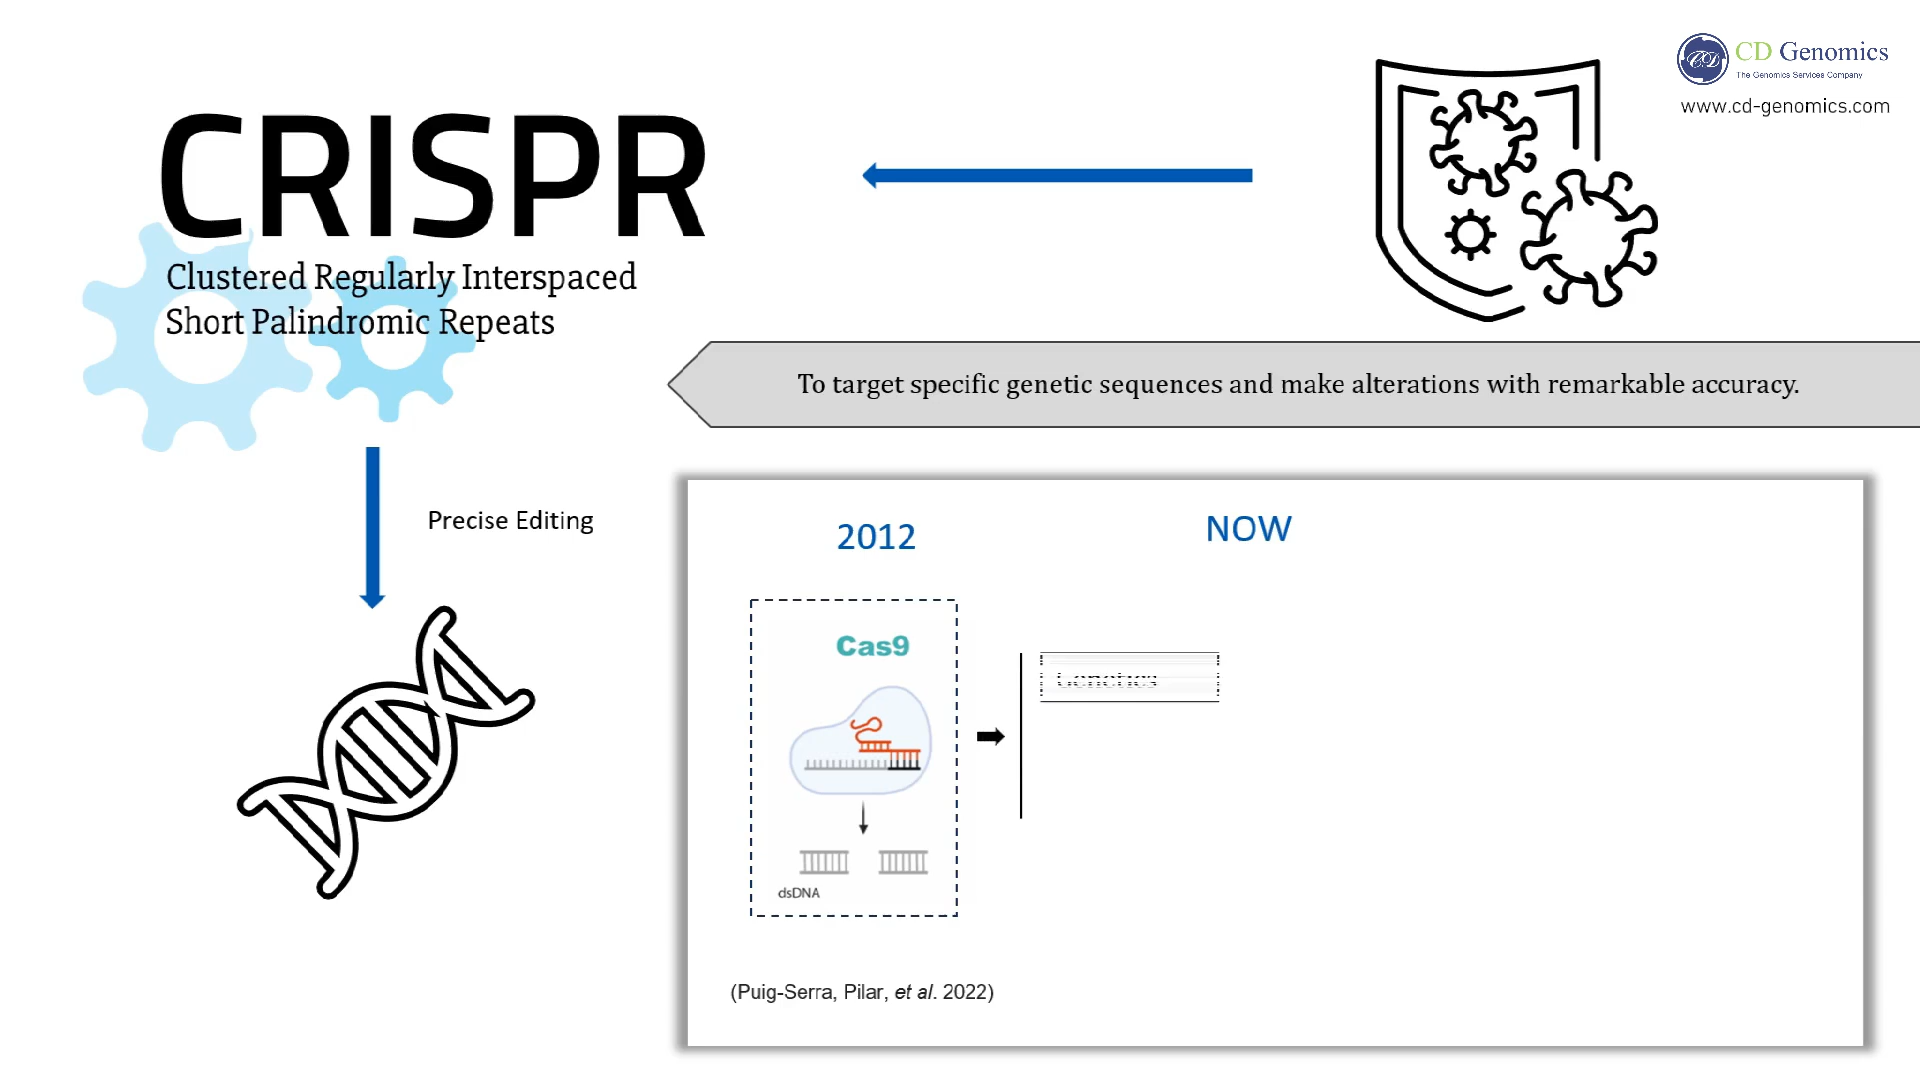 CD Genomics
The Genomics Services Company
www.cd-genomics.com
CRISPR
Clustered Regularly Interspaced
Short Palindromic Repeats
To target specific genetic sequences and make alterations with remarkable accuracy.
Precise Editing
2012
NOW
Cas9
Genetics
dsDNA
(Puig-Serra, Pilar, et al. 2022)